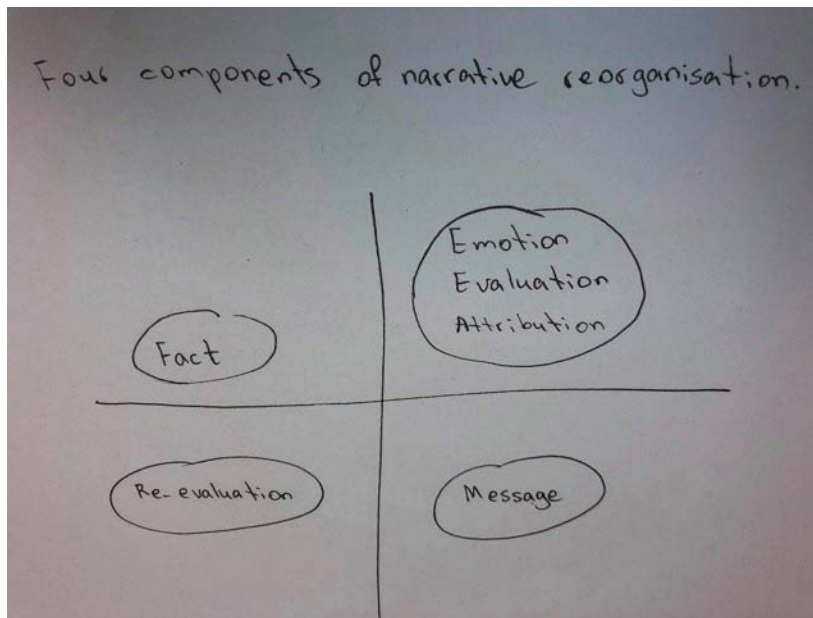 Four components of narrative reorganisation.
Emotion
Evaluation
Attribution
Fact
Re-evaluation
Message